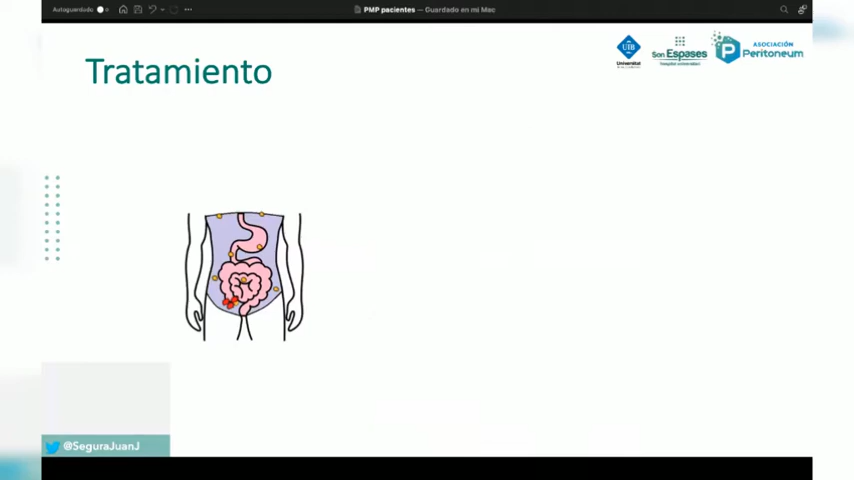 Autoguardado
PMP pacientes — Guardado en mi Mac
Tratamiento
UIB
Universitat
Son Espases
hospital universitari
ASOCIACIÓN
Peritoneum
@SeguraJuanJ